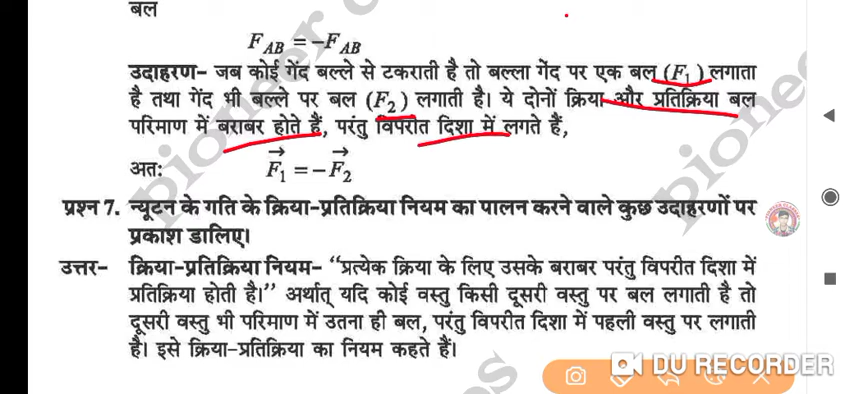 बल
F_AB = -F_AB
उदाहरण- जब कोई गेंद बल्ले से टकराती है तो बल्ला गेंद पर एक बल (F₁) लगाता
है तथा गेंद भी बल्ले पर बल (F₂) लगाती है। ये दोनों क्रिया और प्रतिक्रिया बल
परिमाण में बराबर होते हैं, परंतु विपरीत दिशा में लगते हैं,
अतः F₁⃗ = -F₂⃗
प्रश्न 7. न्यूटन के गति के क्रिया-प्रतिक्रिया नियम का पालन करने वाले कुछ उदाहरणों पर
प्रकाश डालिए।
उत्तर- क्रिया-प्रतिक्रिया नियम- “प्रत्येक क्रिया के लिए उसके बराबर परंतु विपरीत दिशा में
प्रतिक्रिया होती है।” अर्थात् यदि कोई वस्तु किसी दूसरी वस्तु पर बल लगाती है तो
दूसरी वस्तु भी परिमाण में उतना ही बल, परंतु विपरीत दिशा में पहली वस्तु पर लगाती
है। इसे क्रिया-प्रतिक्रिया का नियम कहते हैं।
DU RECORDER